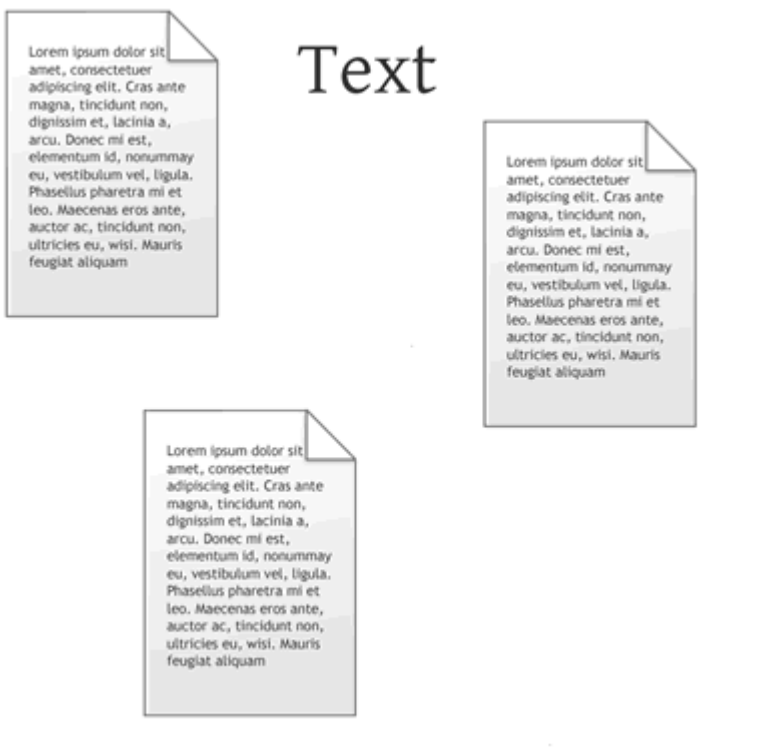 Lorem ipsum dolor sit
amet, consectetuer
adipiscing elit. Cras ante
magna, tincidunt non,
dignissim et, lacinia a,
arcu. Donec mi est,
elementum id, nonummay
eu, vestibulum vel, ligula.
Phasellus pharetra mi et
leo. Maecenas eros ante,
auctor ac, tincidunt non,
ultricies eu, wisi. Mauris
feugiat aliquam
Text
Lorem ipsum dolor sit
amet, consectetuer
adipiscing elit. Cras ante
magna, tincidunt non,
dignissim et, lacinia a,
arcu. Donec mi est,
elementum id, nonummay
eu, vestibulum vel, ligula.
Phasellus pharetra mi et
leo. Maecenas eros ante,
auctor ac, tincidunt non,
ultricies eu, wisi. Mauris
feugiat aliquam
Lorem ipsum dolor sit
amet, consectetuer
adipiscing elit. Cras ante
magna, tincidunt non,
dignissim et, lacinia a,
arcu. Donec mi est,
elementum id, nonummay
eu, vestibulum vel, ligula.
Phasellus pharetra mi et
leo. Maecenas eros ante,
auctor ac, tincidunt non,
ultricies eu, wisi. Mauris
feugiat aliquam